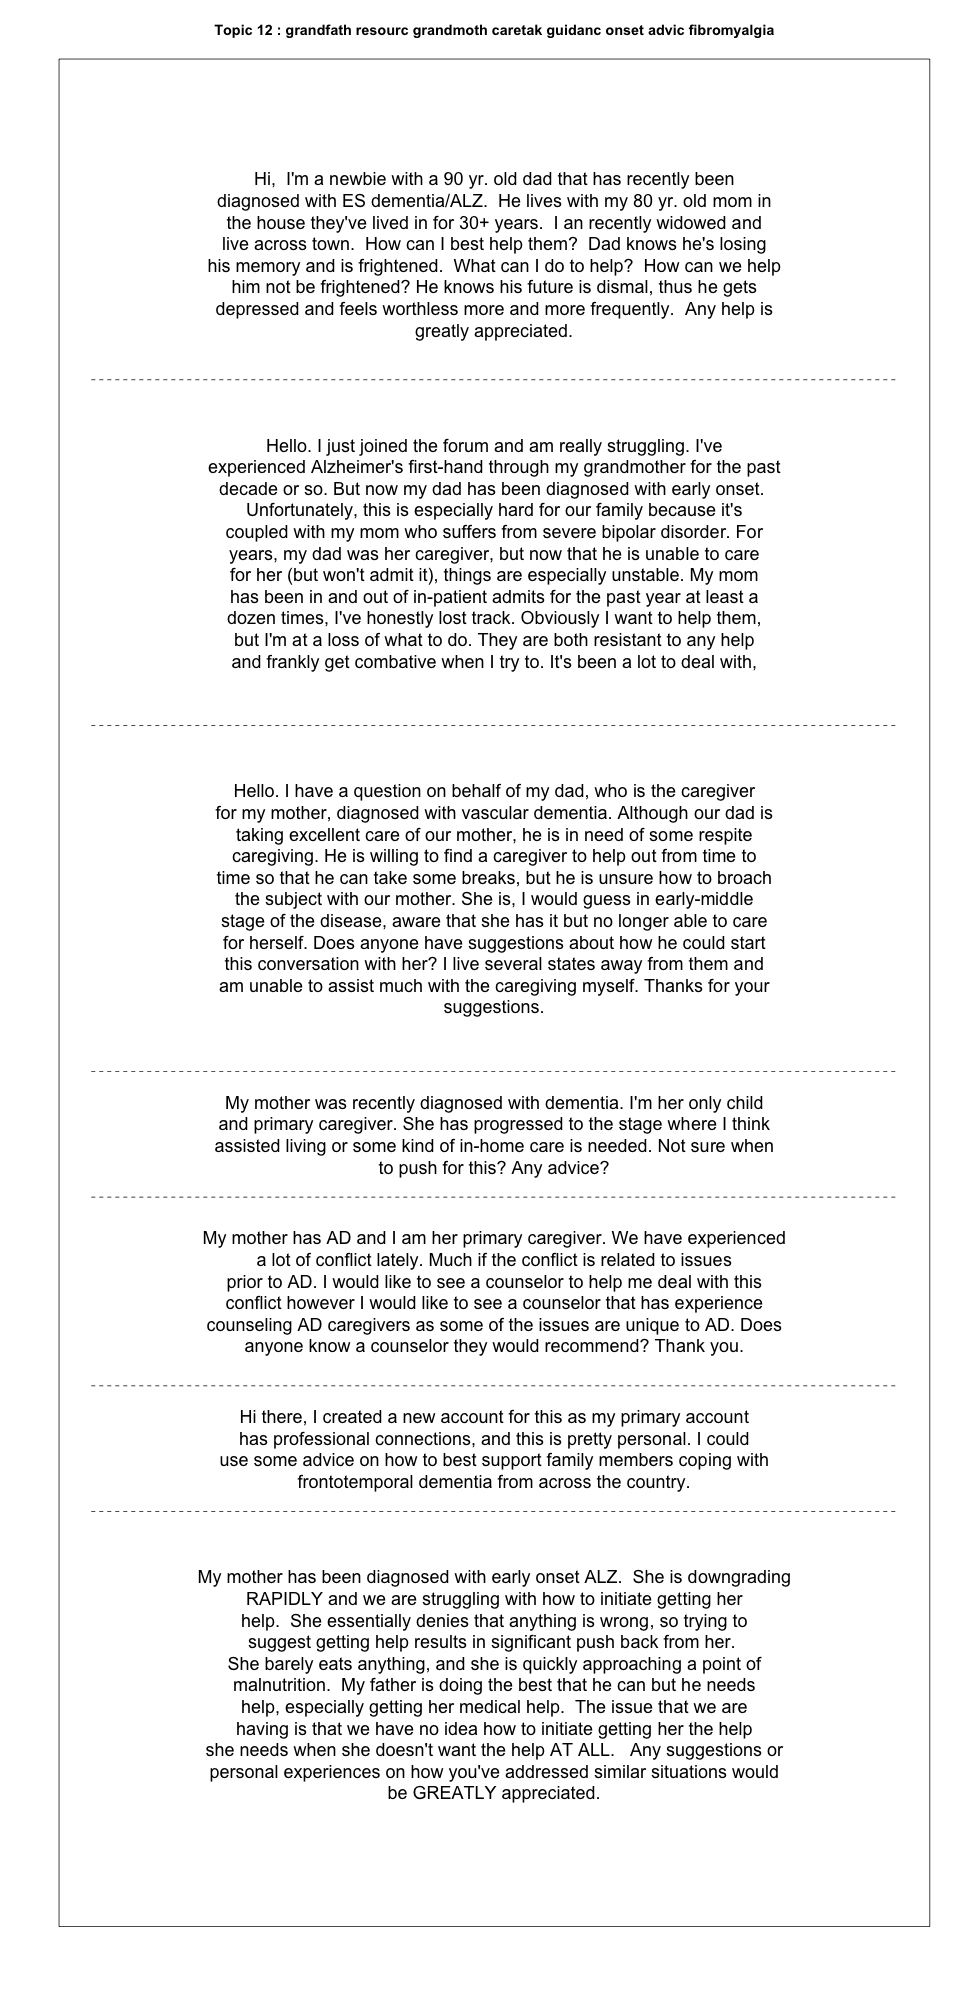 Topic 12 : grandfath resourc grandmoth caretak guidanc onset advic fibromyalgia
Hi,  I'm a newbie with a 90 yr. old dad that has recently been
diagnosed with ES dementia/ALZ.  He lives with my 80 yr. old mom in
the house they've lived in for 30+ years.  I an recently widowed and
live across town.  How can I best help them?  Dad knows he's losing
his memory and is frightened.  What can I do to help?  How can we help
him not be frightened? He knows his future is dismal, thus he gets
depressed and feels worthless more and more frequently.  Any help is
greatly appreciated.
Hello. I just joined the forum and am really struggling. I've
experienced Alzheimer's first-hand through my grandmother for the past
decade or so. But now my dad has been diagnosed with early onset.
Unfortunately, this is especially hard for our family because it's
coupled with my mom who suffers from severe bipolar disorder. For
years, my dad was her caregiver, but now that he is unable to care
for her (but won't admit it), things are especially unstable. My mom
has been in and out of in-patient admits for the past year at least a
dozen times, I've honestly lost track. Obviously I want to help them,
but I'm at a loss of what to do. They are both resistant to any help
and frankly get combative when I try to. It's been a lot to deal with,
Hello. I have a question on behalf of my dad, who is the caregiver
for my mother, diagnosed with vascular dementia. Although our dad is
taking excellent care of our mother, he is in need of some respite
caregiving. He is willing to find a caregiver to help out from time to
time so that he can take some breaks, but he is unsure how to broach
the subject with our mother. She is, I would guess in early-middle
stage of the disease, aware that she has it but no longer able to care
for herself. Does anyone have suggestions about how he could start
this conversation with her? I live several states away from them and
am unable to assist much with the caregiving myself. Thanks for your
suggestions.
My mother was recently diagnosed with dementia. I'm her only child
and primary caregiver. She has progressed to the stage where I think
assisted living or some kind of in-home care is needed. Not sure when
to push for this? Any advice?
My mother has AD and I am her primary caregiver. We have experienced
a lot of conflict lately. Much if the conflict is related to issues
prior to AD. I would like to see a counselor to help me deal with this
conflict however I would like to see a counselor that has experience
counseling AD caregivers as some of the issues are unique to AD. Does
anyone know a counselor they would recommend? Thank you.
Hi there, I created a new account for this as my primary account
has professional connections, and this is pretty personal. I could
use some advice on how to best support family members coping with
frontotemporal dementia from across the country.
My mother has been diagnosed with early onset ALZ.  She is downgrading
RAPIDLY and we are struggling with how to initiate getting her
help.  She essentially denies that anything is wrong, so trying to
suggest getting help results in significant push back from her.
She barely eats anything, and she is quickly approaching a point of
malnutrition.  My father is doing the best that he can but he needs
help, especially getting her medical help.  The issue that we are
having is that we have no idea how to initiate getting her the help
she needs when she doesn't want the help AT ALL.   Any suggestions or
personal experiences on how you've addressed similar situations would
be GREATLY appreciated.